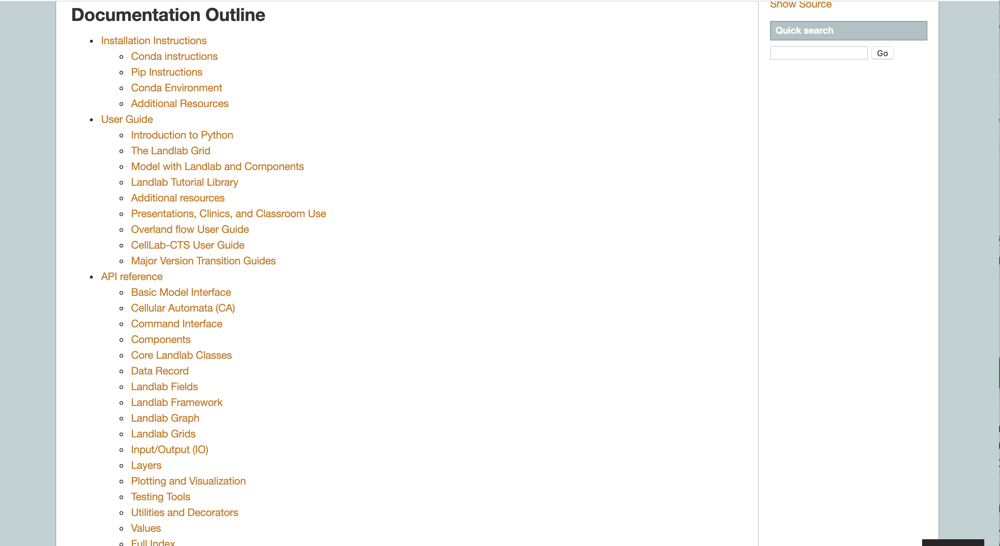 Documentation Outline
Installation Instructions
Conda instructions
Pip Instructions
Conda Environment
Additional Resources
User Guide
Introduction to Python
The Landlab Grid
Model with Landlab and Components
Landlab Tutorial Library
Additional resources
Presentations, Clinics, and Classroom Use
Overland flow User Guide
CellLab-CTS User Guide
Major Version Transition Guides
API reference
Basic Model Interface
Cellular Automata (CA)
Command Interface
Components
Core Landlab Classes
Data Record
Landlab Fields
Landlab Framework
Landlab Graph
Landlab Grids
Input/Output (IO)
Layers
Plotting and Visualization
Testing Tools
Utilities and Decorators
Values
Full Index
Show Source
Quick search
Go